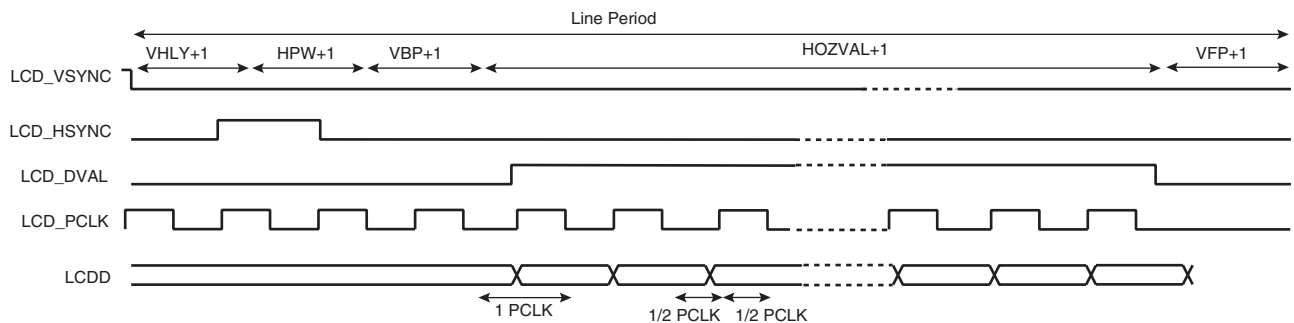 Line Period
VHLY+1 HPW+1 VBP+1 HOZVAL+1 VFP+1
LCD_VSYNC
LCD_HSYNC
LCD_DVAL
LCD_PCLK
LCDD
1 PCLK 1/2 PCLK 1/2 PCLK